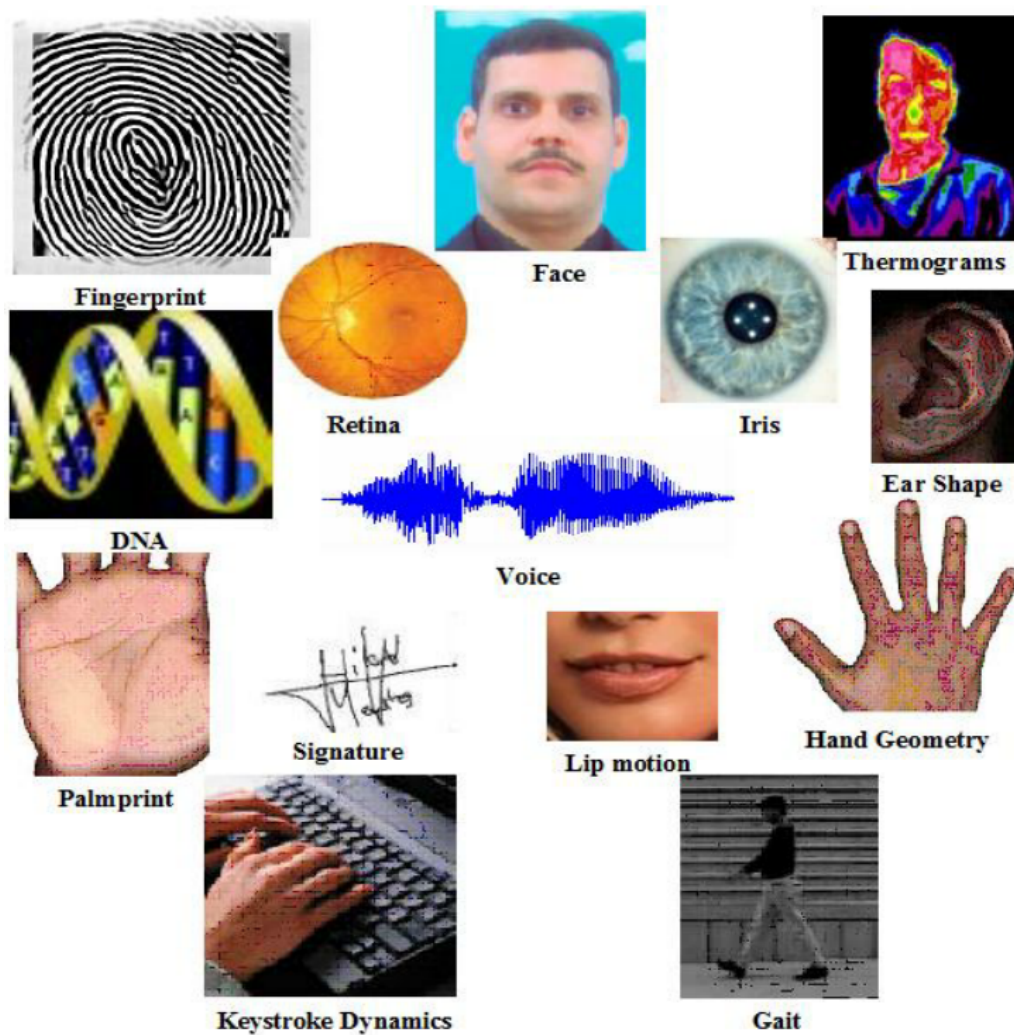 Fingerprint
Face
Thermograms
Retina
Iris
Ear Shape
DNA
Voice
Palmprint
Signature
Lip motion
Hand Geometry
Keystroke Dynamics
Gait